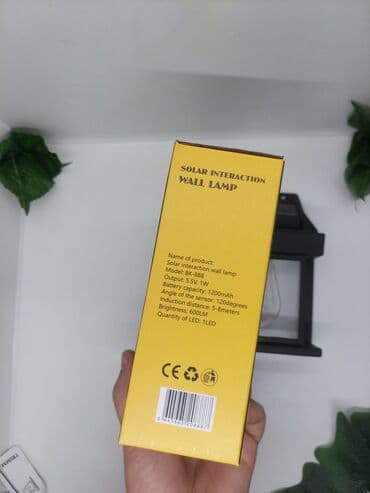 SOLAR INTERACTION
WALL LAMP
Name of product:
Solar interaction wall lamp
Model: BK-888
Output: 5.5V, 1W
Battery capacity: 1200mAh
Angle of the sensor: 120degrees
Induction distance: 5-8meters
Brightness: 600LM
Quantity of LED: 1LED
CE